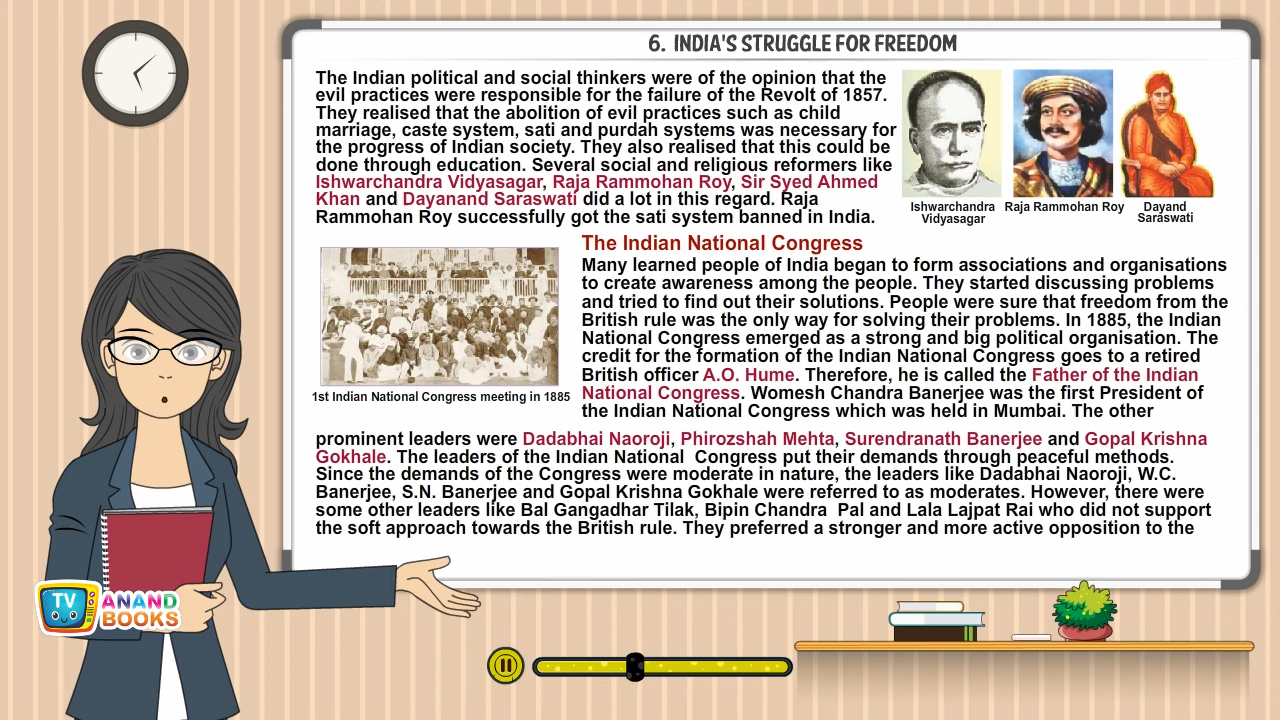 6. INDIA'S STRUGGLE FOR FREEDOM
The Indian political and social thinkers were of the opinion that the
evil practices were responsible for the failure of the Revolt of 1857.
They realised that the abolition of evil practices such as child
marriage, caste system, sati and purdah systems was necessary for
the progress of Indian society. They also realised that this could be
done through education. Several social and religious reformers like
Ishwarchandra Vidyasagar, Raja Rammohan Roy, Sir Syed Ahmed
Khan and Dayanand Saraswati did a lot in this regard. Raja
Rammohan Roy successfully got the sati system banned in India.
Ishwarchandra
Vidyasagar
Raja Rammohan Roy
Dayand
Saraswati
The Indian National Congress
Many learned people of India began to form associations and organisations
to create awareness among the people. They started discussing problems
and tried to find out their solutions. People were sure that freedom from the
British rule was the only way for solving their problems. In 1885, the Indian
National Congress emerged as a strong and big political organisation. The
credit for the formation of the Indian National Congress goes to a retired
British officer A.O. Hume. Therefore, he is called the Father of the Indian
National Congress. Womesh Chandra Banerjee was the first President of
the Indian National Congress which was held in Mumbai. The other
1st Indian National Congress meeting in 1885
prominent leaders were Dadabhai Naoroji, Phirozshah Mehta, Surendranath Banerjee and Gopal Krishna
Gokhale. The leaders of the Indian National Congress put their demands through peaceful methods.
Since the demands of the Congress were moderate in nature, the leaders like Dadabhai Naoroji, W.C.
Banerjee, S.N. Banerjee and Gopal Krishna Gokhale were referred to as moderates. However, there were
some other leaders like Bal Gangadhar Tilak, Bipin Chandra Pal and Lala Lajpat Rai who did not support
the soft approach towards the British rule. They preferred a stronger and more active opposition to the
TV
ANAND
BOOKS